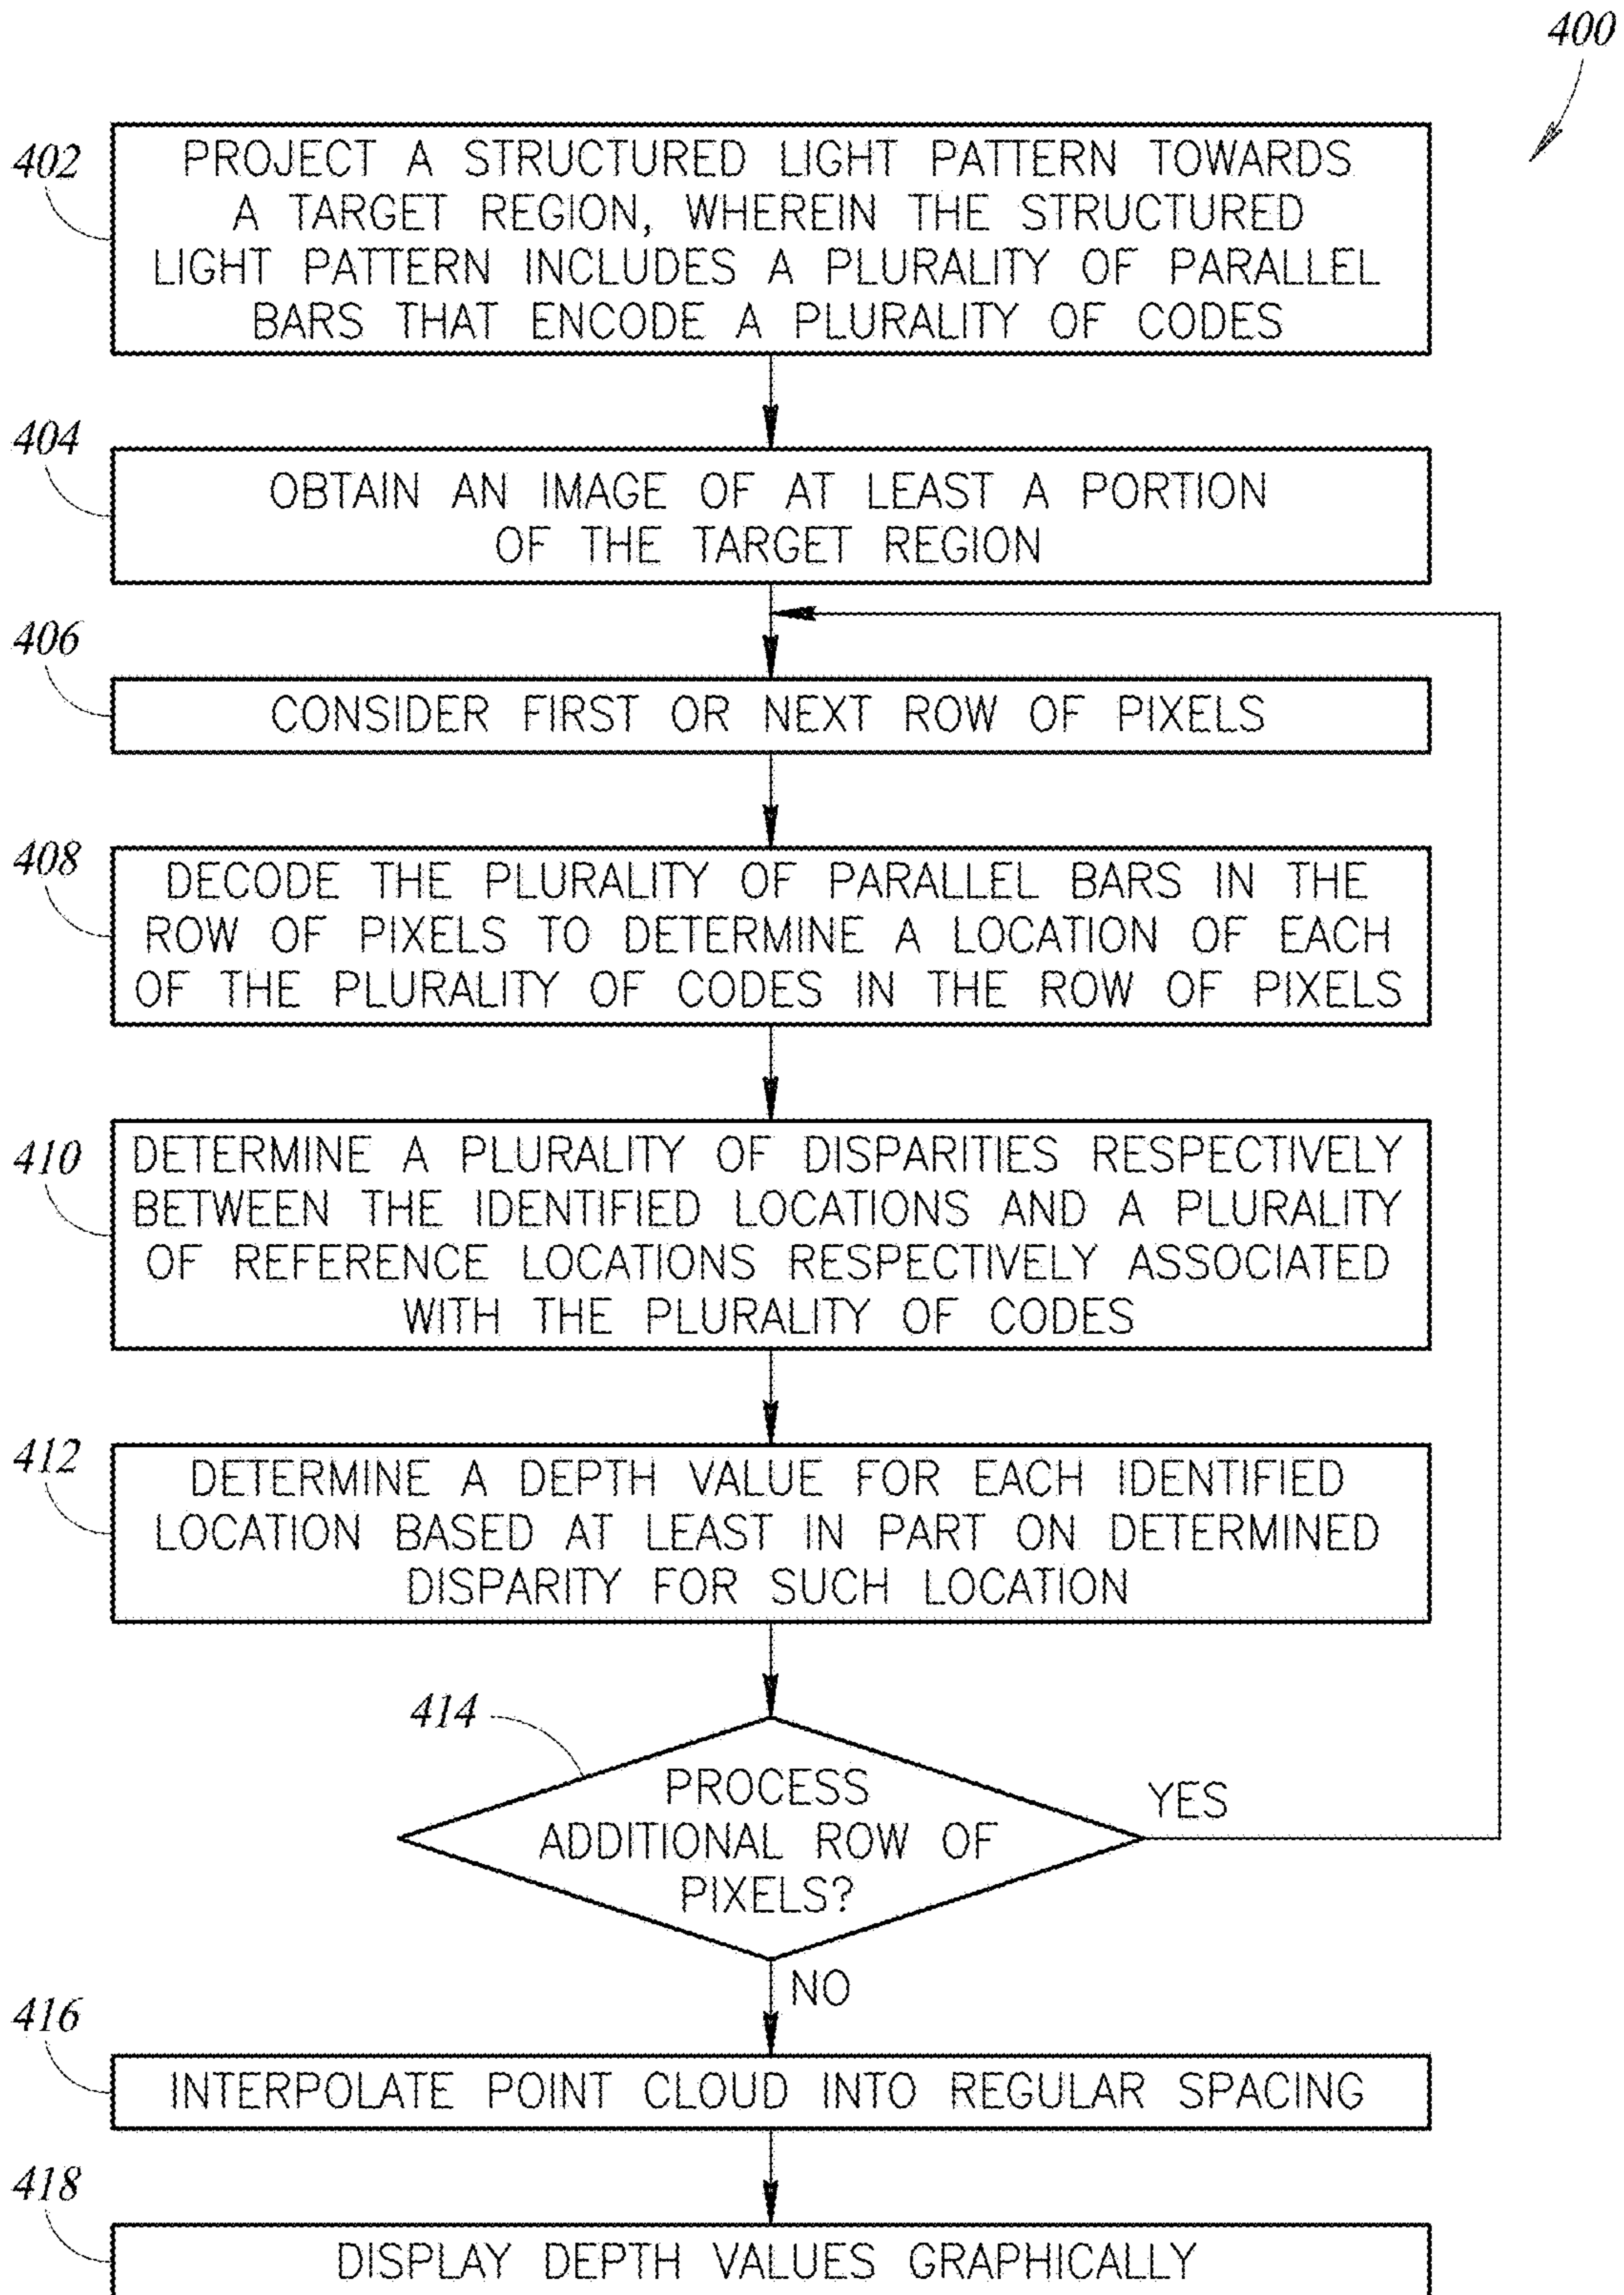 400
402
PROJECT A STRUCTURED LIGHT PATTERN TOWARDS
A TARGET REGION, WHEREIN THE STRUCTURED
LIGHT PATTERN INCLUDES A PLURALITY OF PARALLEL
BARS THAT ENCODE A PLURALITY OF CODES
404
OBTAIN AN IMAGE OF AT LEAST A PORTION
OF THE TARGET REGION
406
CONSIDER FIRST OR NEXT ROW OF PIXELS
408
DECODE THE PLURALITY OF PARALLEL BARS IN THE
ROW OF PIXELS TO DETERMINE A LOCATION OF EACH
OF THE PLURALITY OF CODES IN THE ROW OF PIXELS
410
DETERMINE A PLURALITY OF DISPARITIES RESPECTIVELY
BETWEEN THE IDENTIFIED LOCATIONS AND A PLURALITY
OF REFERENCE LOCATIONS RESPECTIVELY ASSOCIATED
WITH THE PLURALITY OF CODES
412
DETERMINE A DEPTH VALUE FOR EACH IDENTIFIED
LOCATION BASED AT LEAST IN PART ON DETERMINED
DISPARITY FOR SUCH LOCATION
414
PROCESS
ADDITIONAL ROW OF
PIXELS?
YES
NO
416
INTERPOLATE POINT CLOUD INTO REGULAR SPACING
418
DISPLAY DEPTH VALUES GRAPHICALLY